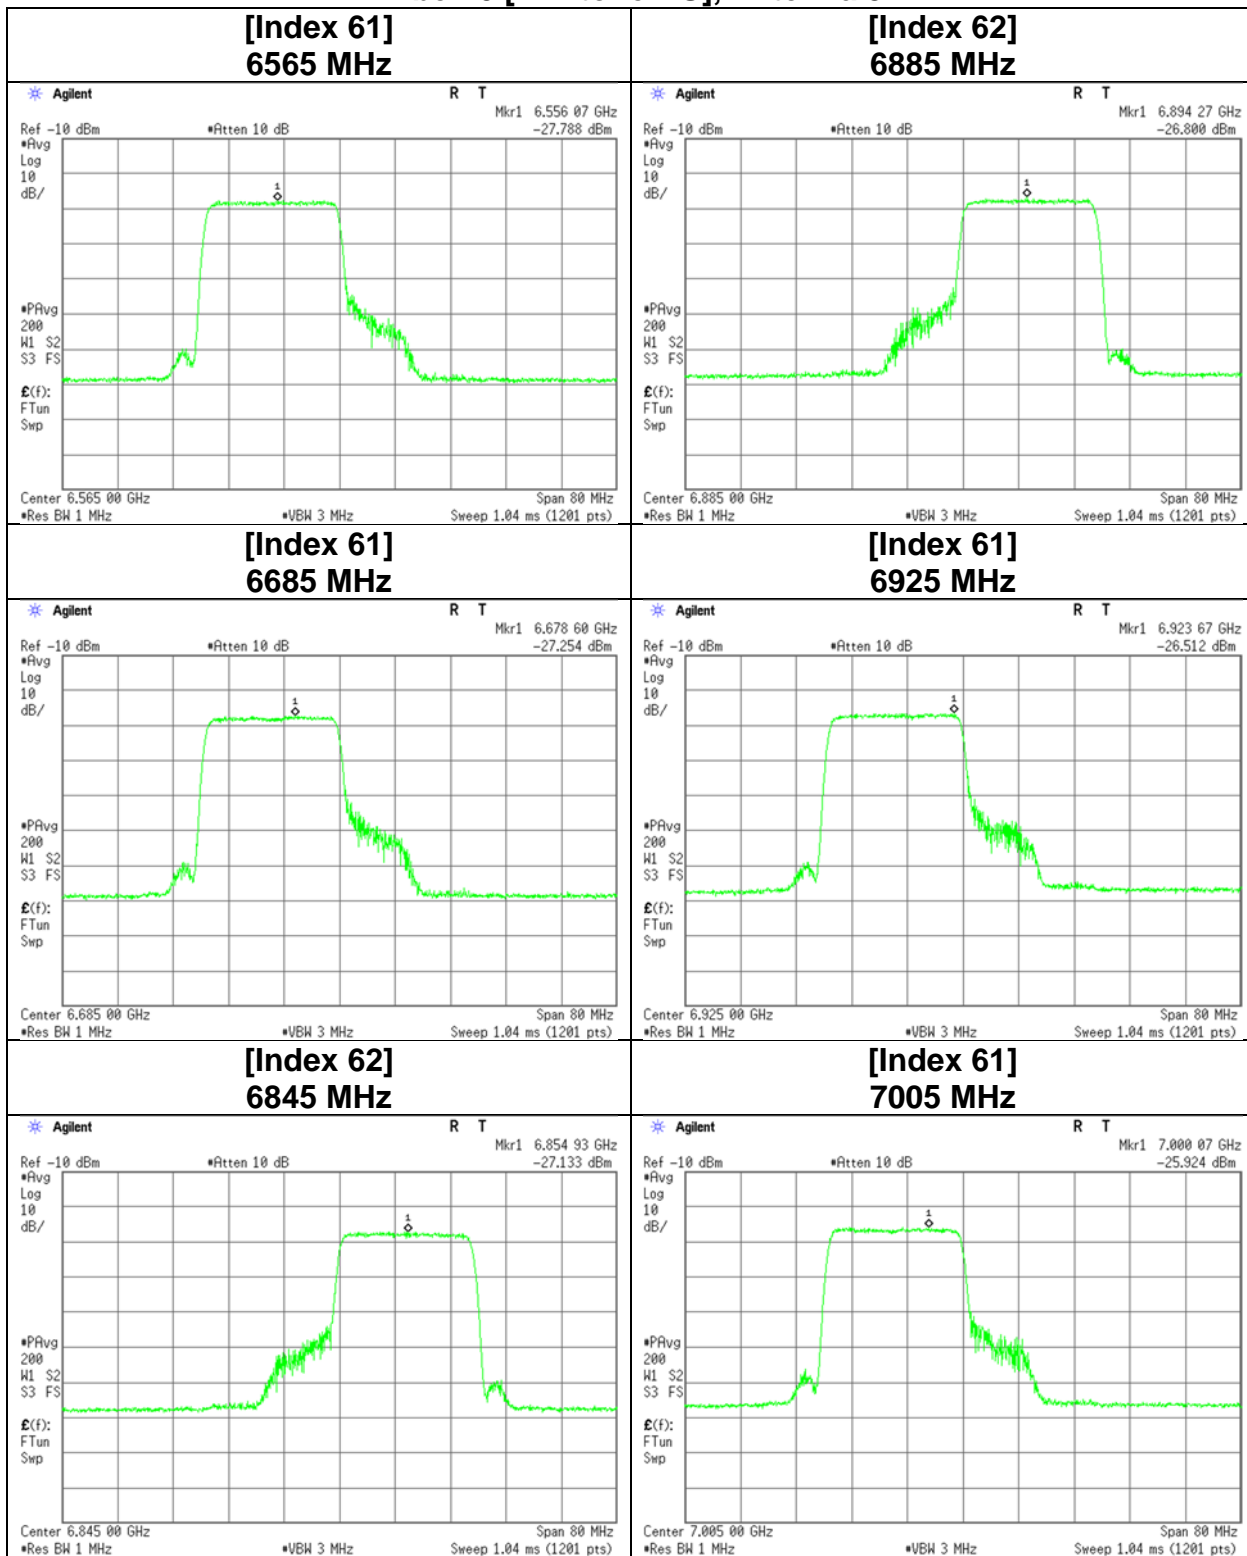 [Index 61]
6565 MHz
Agilent
R T
Mkr1 6.556 07 GHz
Ref -10 dBm
#Atten 10 dB
-27.788 dBm
#Avg
Log
10
dB/
1
#PAvg
200
W1 S2
S3 FS
£(f):
FTun
Swp
Center 6.565 00 GHz
Span 80 MHz
#Res BW 1 MHz
#VBW 3 MHz
Sweep 1.04 ms (1201 pts)
[Index 62]
6885 MHz
Agilent
R T
Mkr1 6.894 27 GHz
Ref -10 dBm
#Atten 10 dB
-26.800 dBm
#Avg
Log
10
dB/
1
#PAvg
200
W1 S2
S3 FS
£(f):
FTun
Swp
Center 6.885 00 GHz
Span 80 MHz
#Res BW 1 MHz
#VBW 3 MHz
Sweep 1.04 ms (1201 pts)
[Index 61]
6685 MHz
Agilent
R T
Mkr1 6.678 60 GHz
Ref -10 dBm
#Atten 10 dB
-27.254 dBm
#Avg
Log
10
dB/
1
#PAvg
200
W1 S2
S3 FS
£(f):
FTun
Swp
Center 6.685 00 GHz
Span 80 MHz
#Res BW 1 MHz
#VBW 3 MHz
Sweep 1.04 ms (1201 pts)
[Index 61]
6925 MHz
Agilent
R T
Mkr1 6.923 67 GHz
Ref -10 dBm
#Atten 10 dB
-26.512 dBm
#Avg
Log
10
dB/
1
#PAvg
200
W1 S2
S3 FS
£(f):
FTun
Swp
Center 6.925 00 GHz
Span 80 MHz
#Res BW 1 MHz
#VBW 3 MHz
Sweep 1.04 ms (1201 pts)
[Index 62]
6845 MHz
Agilent
R T
Mkr1 6.854 93 GHz
Ref -10 dBm
#Atten 10 dB
-27.133 dBm
#Avg
Log
10
dB/
1
#PAvg
200
W1 S2
S3 FS
£(f):
FTun
Swp
Center 6.845 00 GHz
Span 80 MHz
#Res BW 1 MHz
#VBW 3 MHz
Sweep 1.04 ms (1201 pts)
[Index 61]
7005 MHz
Agilent
R T
Mkr1 7.000 07 GHz
Ref -10 dBm
#Atten 10 dB
-25.924 dBm
#Avg
Log
10
dB/
1
#PAvg
200
W1 S2
S3 FS
£(f):
FTun
Swp
Center 7.005 00 GHz
Span 80 MHz
#Res BW 1 MHz
#VBW 3 MHz
Sweep 1.04 ms (1201 pts)